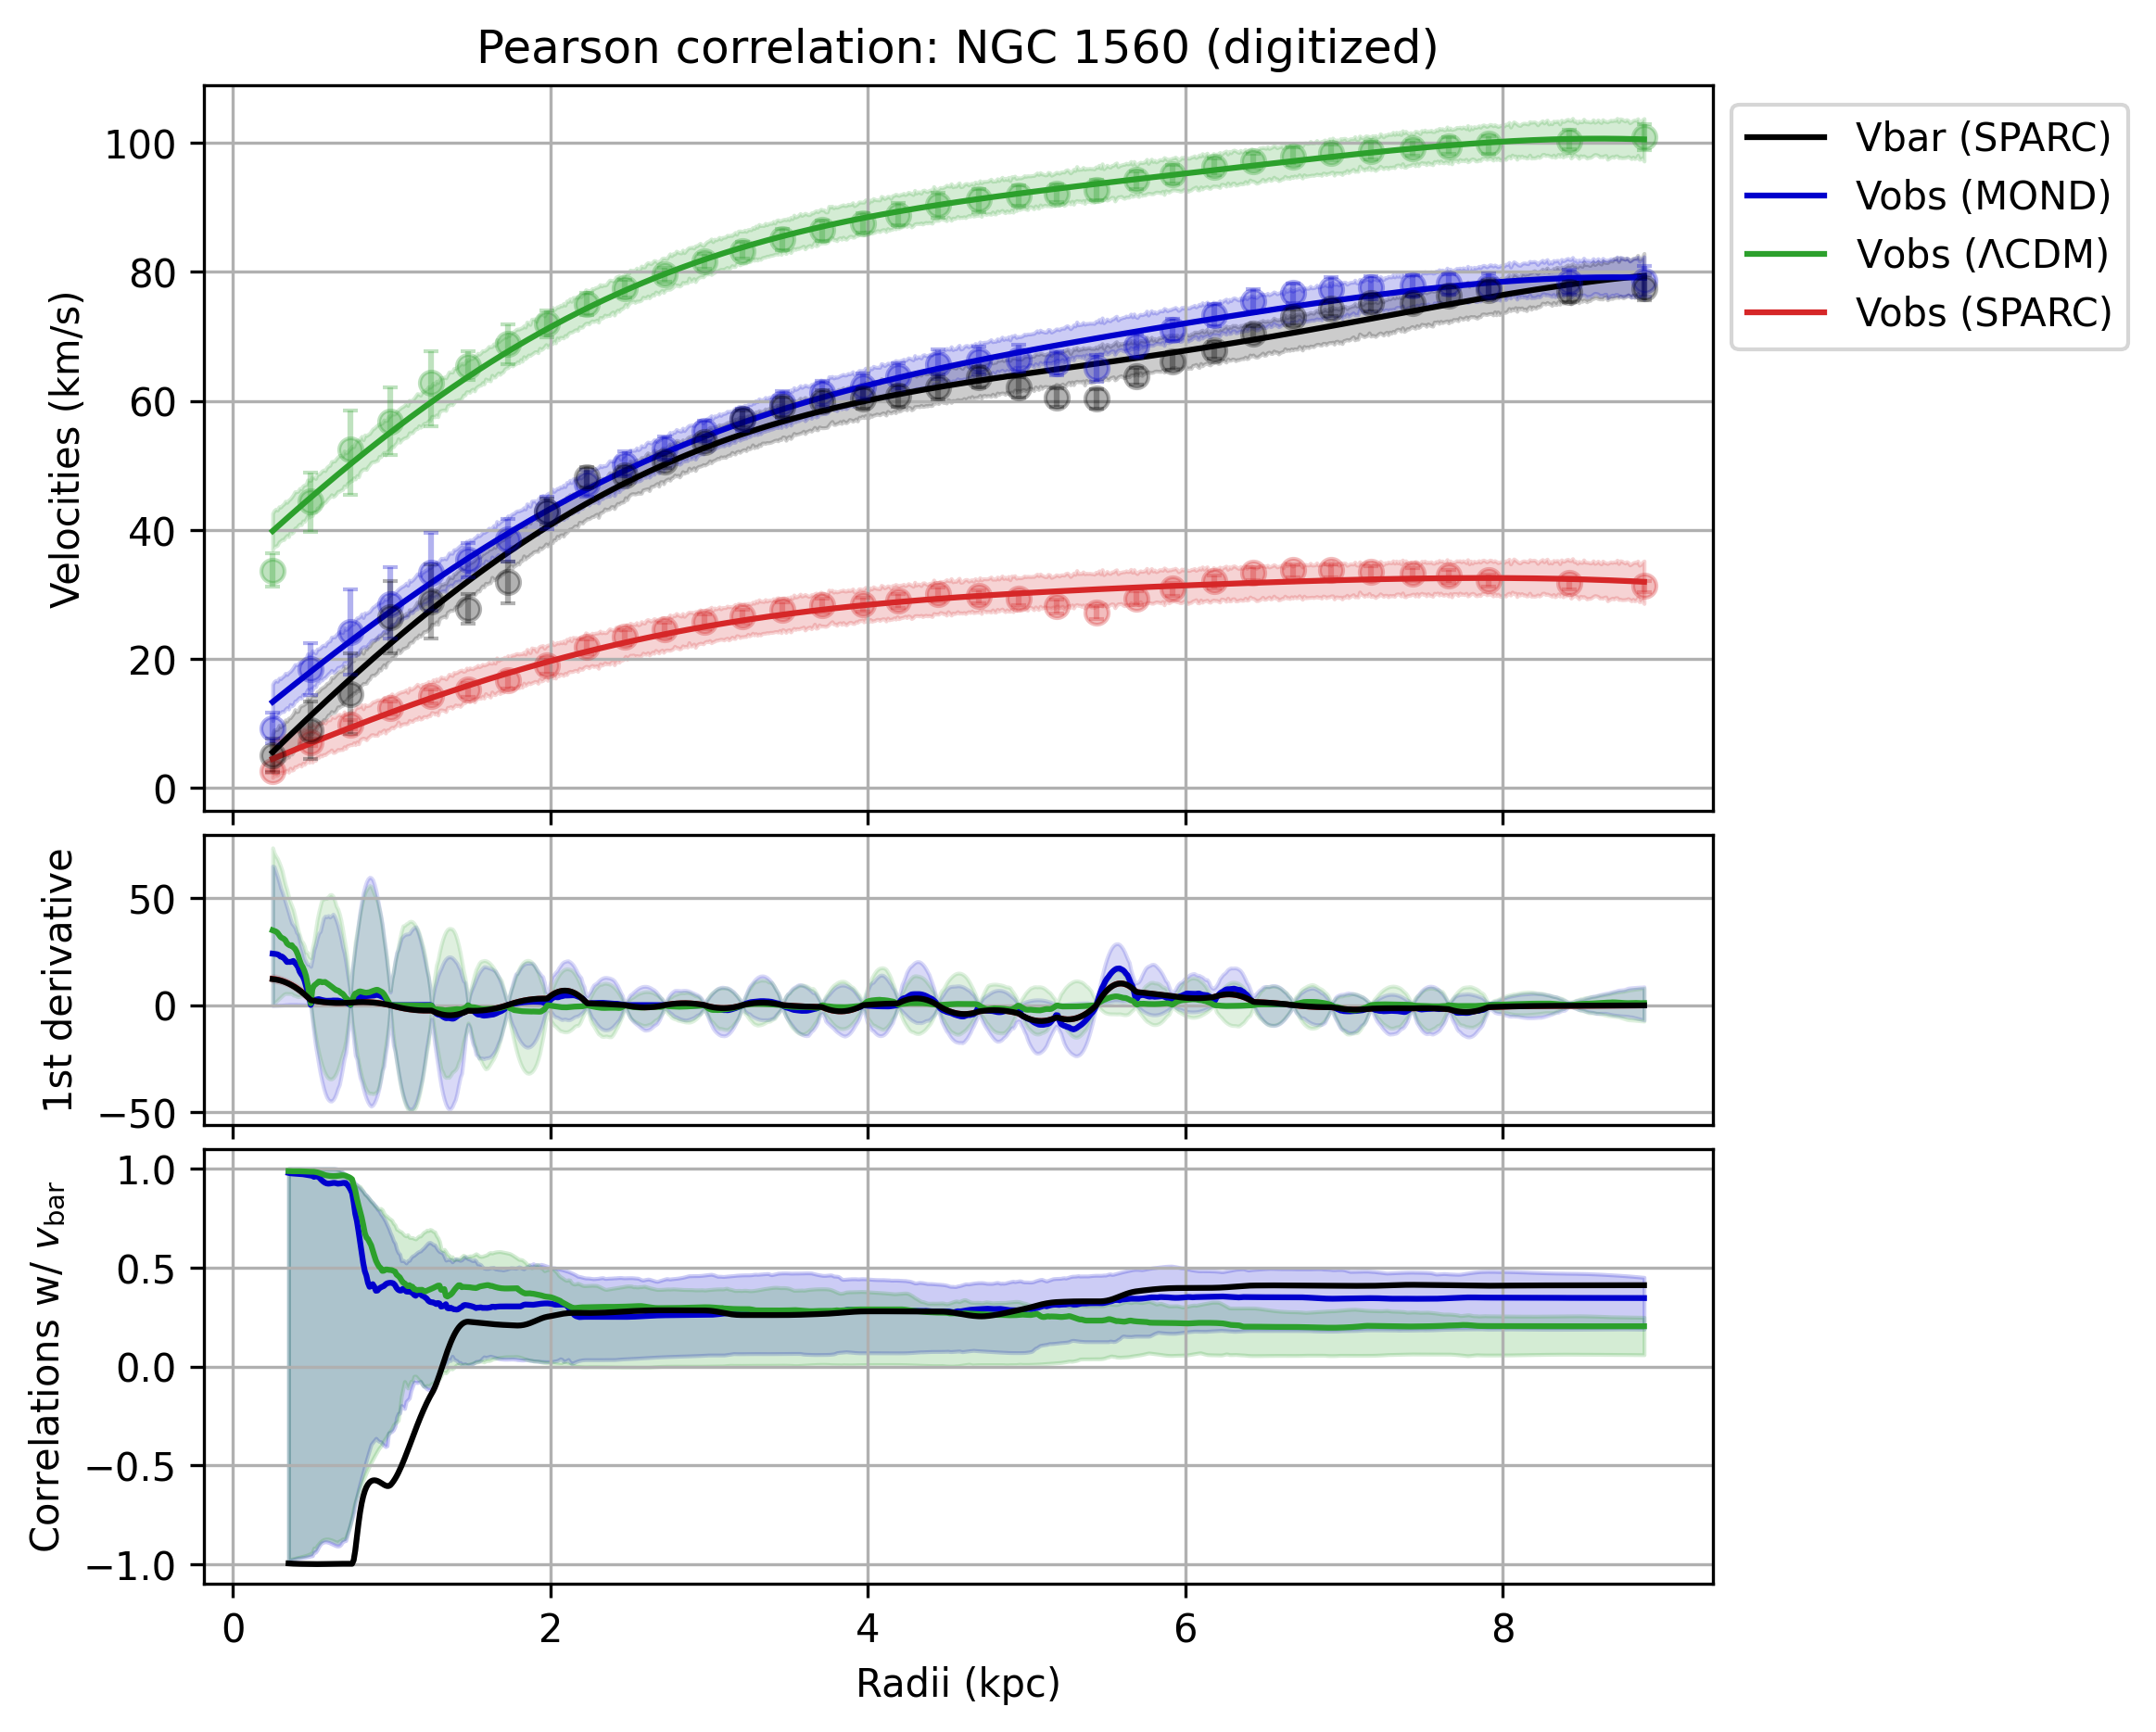 Pearson correlation: NGC 1560 (digitized)
Velocities (km/s)
100
80
60
40
20
0
Vbar (SPARC)
Vobs (MOND)
Vobs (ΛCDM)
Vobs (SPARC)
1st derivative
50
0
−50
Correlations w/ vbar
1.0
0.5
0.0
−0.5
−1.0
0 2 4 6 8
Radii (kpc)